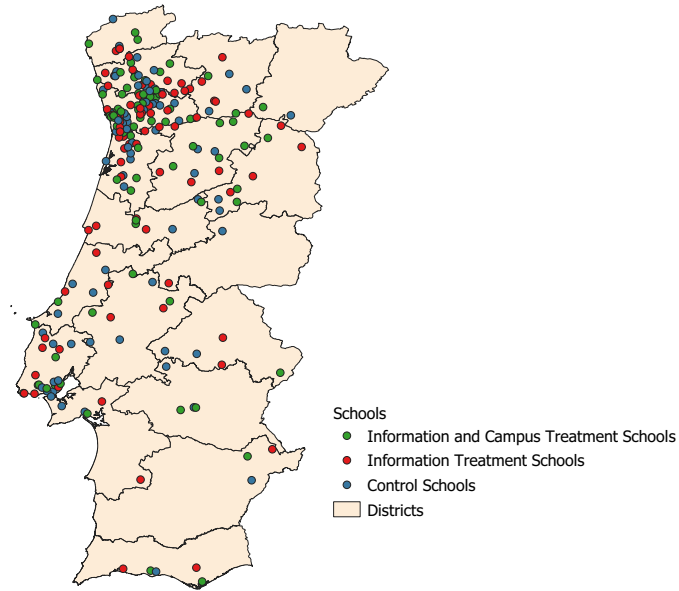 Schools
Information and Campus Treatment Schools
Information Treatment Schools
Control Schools
Districts